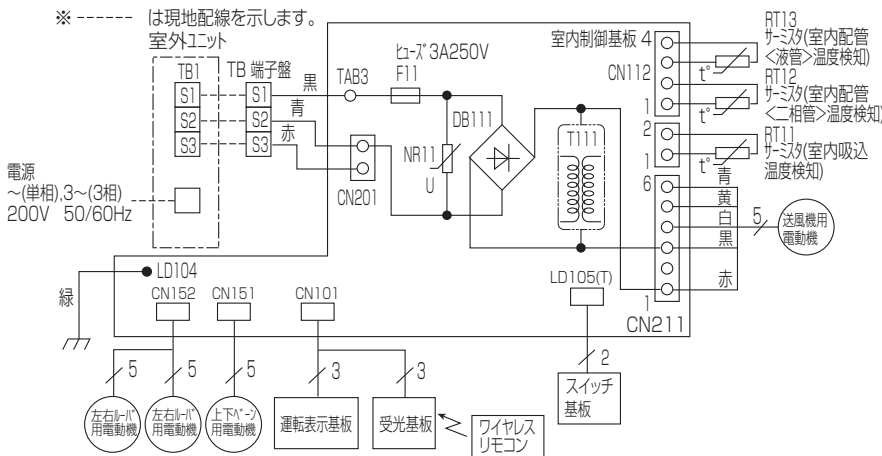 ※ ------ は現地配線を示します。
室外ユニット
TB1
TB 端子盤
S1
S2
S3
S1
S2
S3
黒
青
赤
TAB3
ヒューズ3A250V
F11
CN201
NR11
U
DB111
T111
室内制御基板
4
CN112
1
2
1
6
1
CN211
t°
t°
t°
RT13
サーミスタ(室内配管
<液管>温度検知)
RT12
サーミスタ(室内配管
<二相管>温度検知)
RT11
サーミスタ(室内吸込
温度検知)
青
黄
白
黒
赤
5
送風機用
電動機
電源
~(単相),3~(3相)
200V 50/60Hz
緑
LD104
CN152
CN151
CN101
LD105(T)
5
5
5
3
3
2
左右ルーバ
用電動機
左右ルーバ
用電動機
上下ベーン
用電動機
運転表示基板
受光基板
ワイヤレス
リモコン
スイッチ
基板